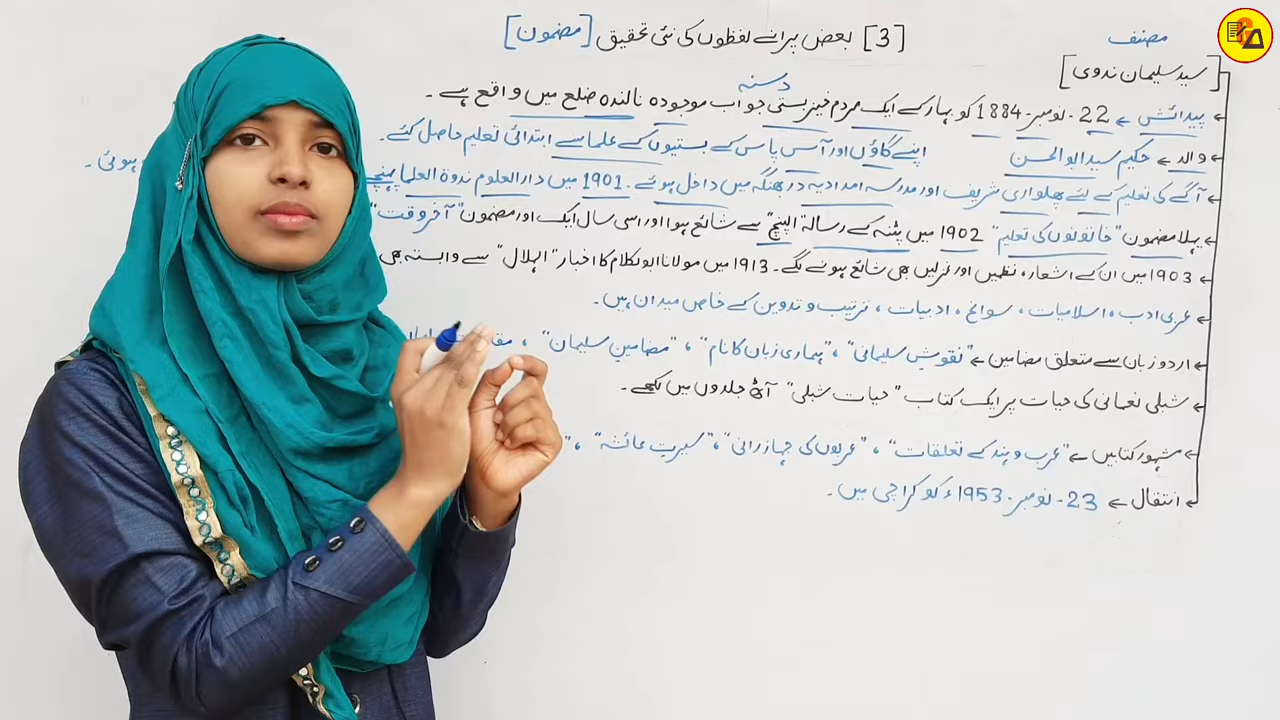 [3] بعض پرانے لفظوں کی نئی تحقیق [مضمون]
مصنف
سید سلیمان ندوی]
دسنہ
پیدائش ← 22 - نومبر - 1884 کو بہار کے ایک مردم خیز بستی جو اب موجودہ نالندہ ضلع میں واقع ہے ۔
والد ← حکیم سید ابوالحسن اپنے گاؤں اور آس پاس کے بستیوں کے علما سے ابتدائی تعلیم حاصل کئے ۔
آگے کی تعلیم کے لئے پھلواری شریف اور مدرسہ امدادیہ دربھنگہ میں داخل ہوئے ۔ 1901 میں دارالعلوم ندوۃ العلما پہنچے ہوئی ۔
پہلا مضمون "خاتونوں کی تعلیم" 1902 میں پٹنہ کے رسالہ "الپنچ" سے شائع ہوا اور اسی سال ایک اور مضمون "آخر وقت"
1903 میں ان کے اشعار ، نظمیں اور غزلیں بھی شائع ہونے لگے ۔ 1913 میں مولانا ابوالکلام کا اخبار "الہلال" سے وابستہ بھی
عربی ادب ، اسلامیات ، سوانح ، ادبیات ، ترتیب و تدوین کے خاص میدان ہیں ۔
اردو زبان سے متعلق مضامین ← "نقوشِ سلیمانی" ، "ہماری زبان کا نام" ، "مضامینِ سلیمان" ،
شبلی نعمانی کی حیات پر ایک کتاب "حیات شبلی" آٹھ جلدوں میں لکھے ۔
مشہور کتابیں ← "عرب و ہند کے تعلقات" ، "عربوں کی جہازرانی" ، "سیرت عائشہ" ،
انتقال ← 23 - نومبر - 1953ء کو کراچی میں ۔